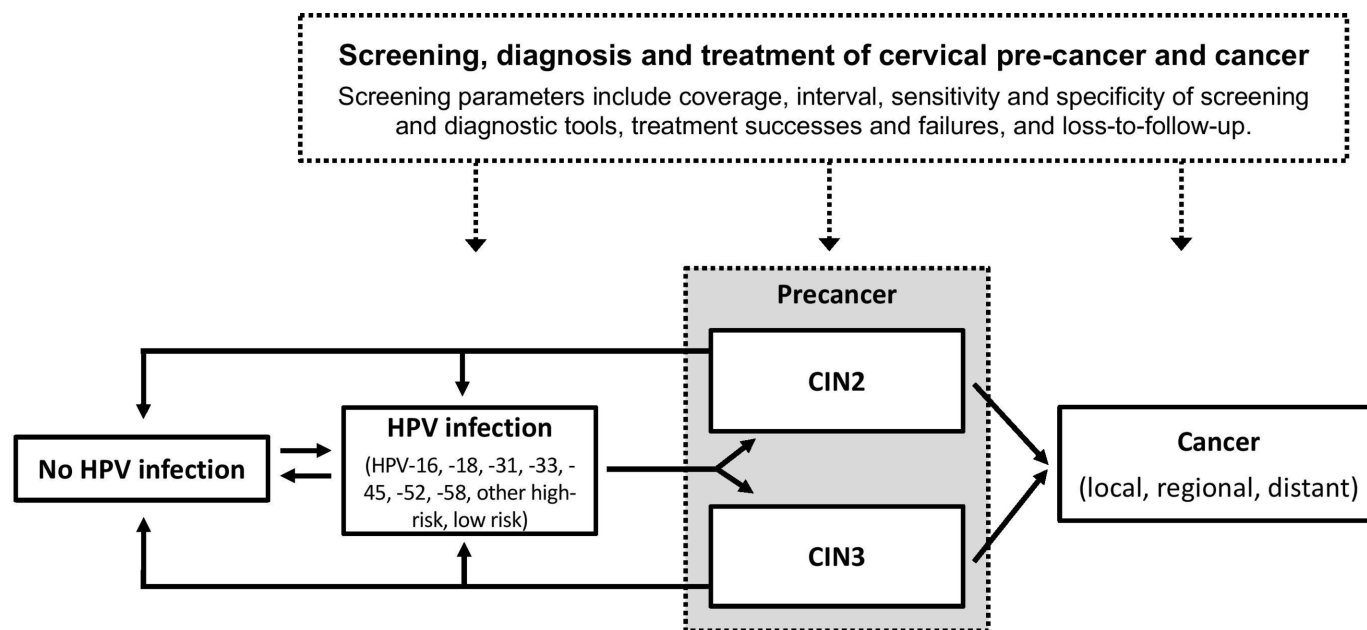 Screening, diagnosis and treatment of cervical pre-cancer and cancer
Screening parameters include coverage, interval, sensitivity and specificity of screening
and diagnostic tools, treatment successes and failures, and loss-to-follow-up.
Precancer
CIN2
No HPV infection
HPV infection
(HPV-16, -18, -31, -33, -
45, -52, -58, other high-
risk, low risk)
CIN3
Cancer
(local, regional, distant)